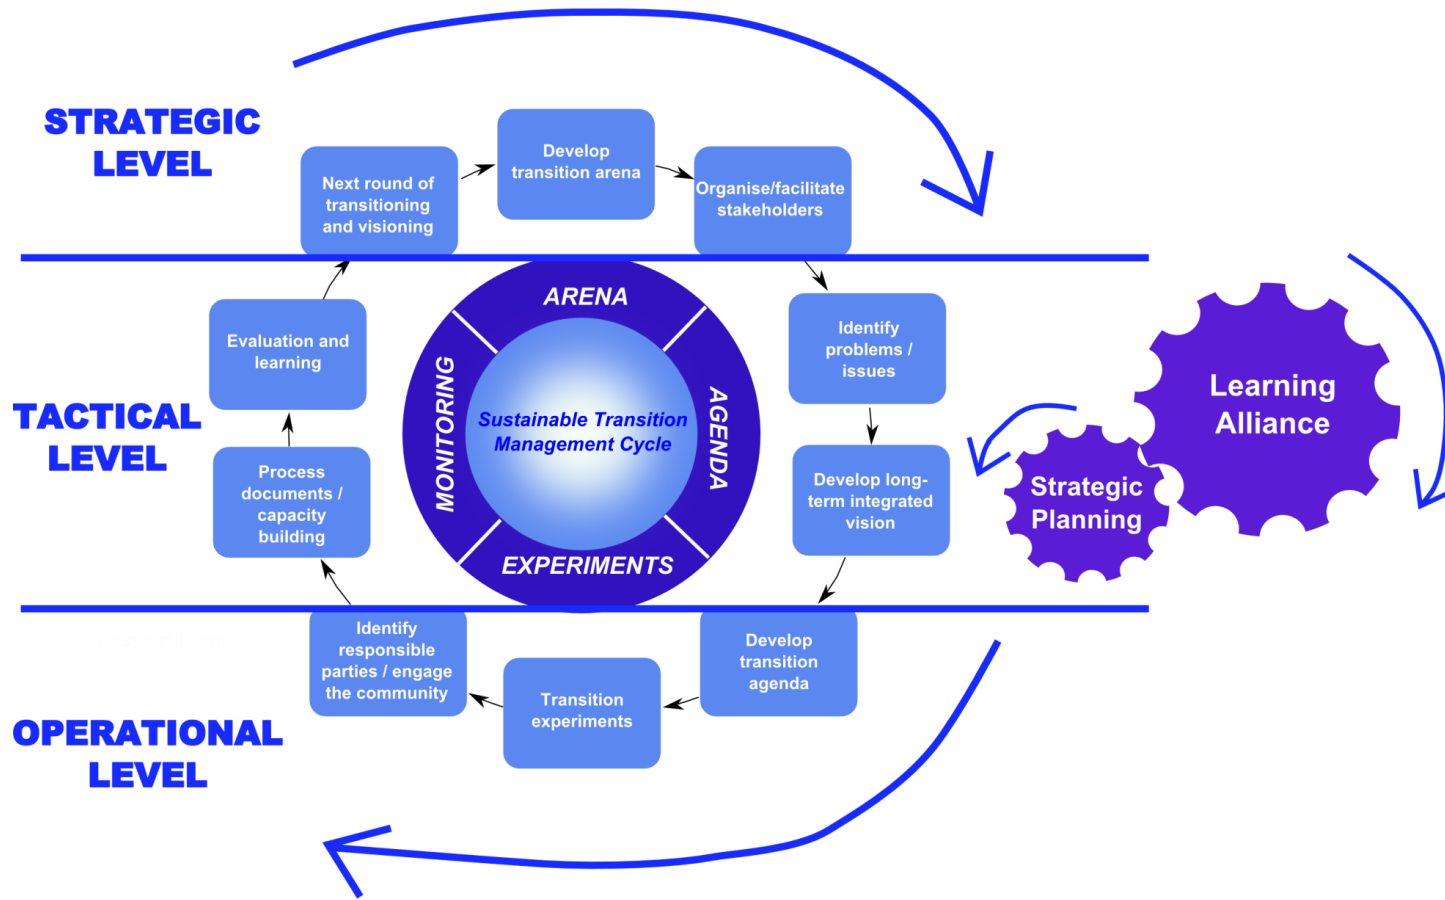 STRATEGIC
LEVEL
Develop
transition arena
Next round of
transitioning
and visioning
Organise/facilitate
stakeholders
ARENA
Identify
problems /
issues
Evaluation and
learning
MONITORING
AGENDA
Sustainable Transition
Management Cycle
TACTICAL
LEVEL
Learning
Alliance
Process
documents /
capacity
building
Develop long-
term integrated
vision
Strategic
Planning
EXPERIMENTS
Identify
responsible
parties / engage
the community
Transition
experiments
Develop
transition
agenda
OPERATIONAL
LEVEL